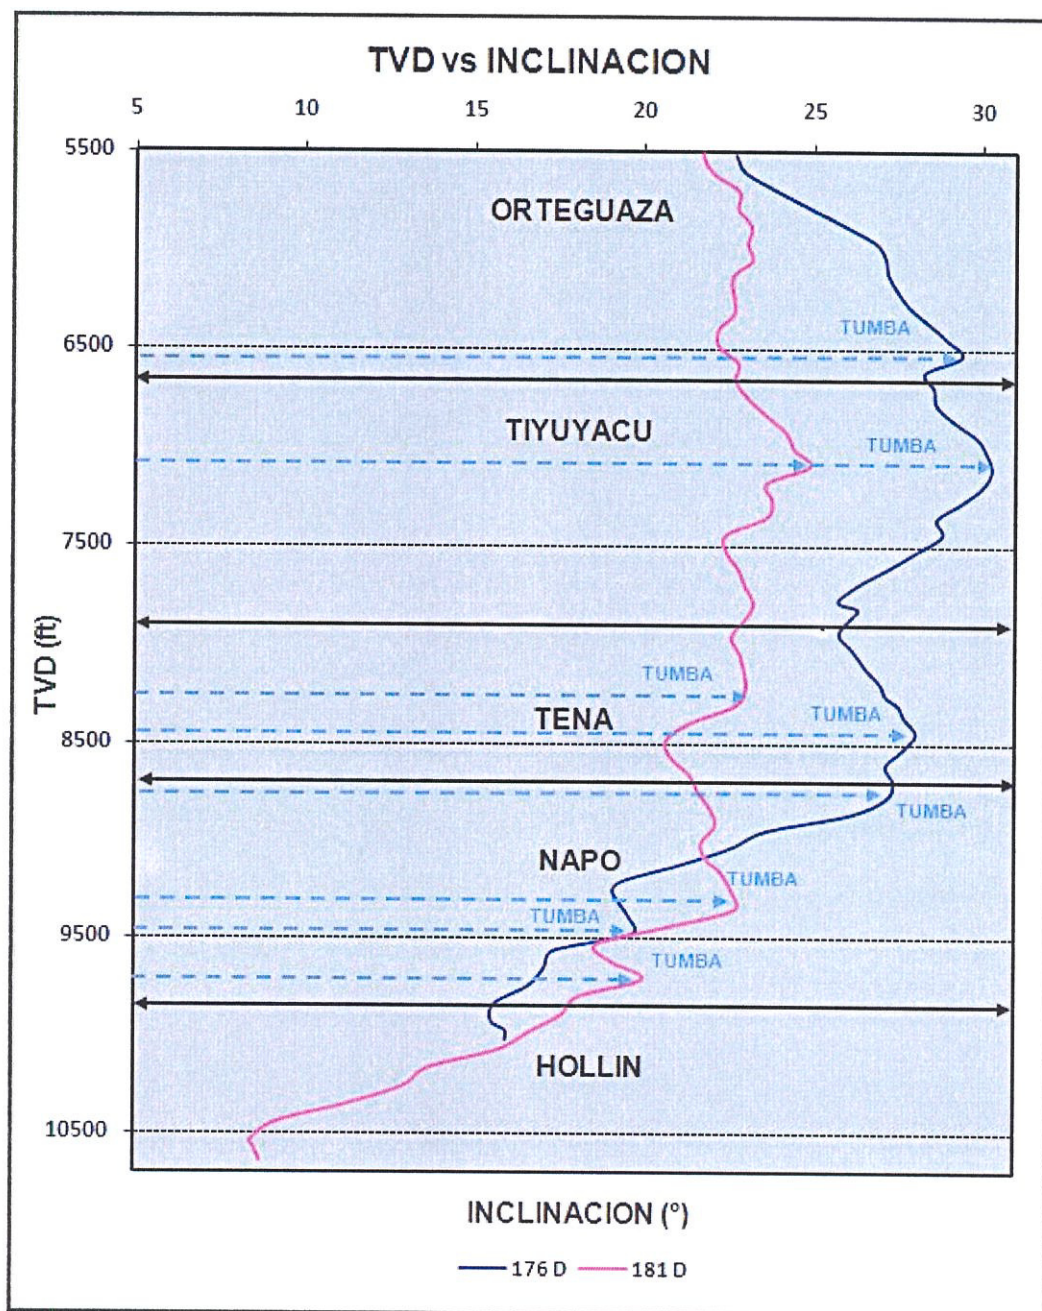 TVD vs INCLINACION
5 10 15 20 25 30
5500
ORTEGUAZA
TUMBA
6500
TIYUYACU
TUMBA
7500
TVD (ft)
TUMBA
TENA
TUMBA
8500
TUMBA
NAPO
TUMBA
TUMBA
9500
TUMBA
HOLLIN
10500
INCLINACION (°)
176 D 181 D